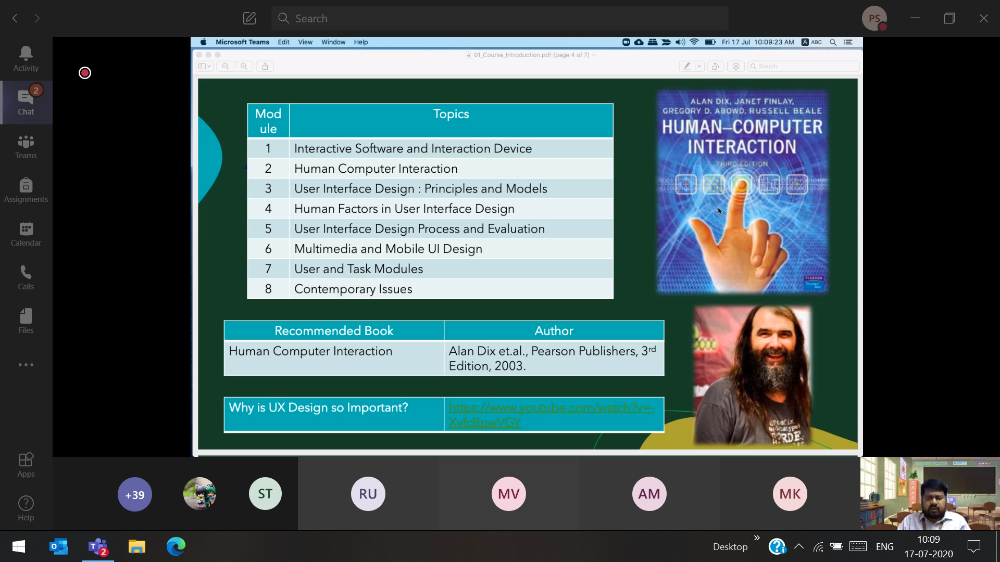 Search
PS
Activity
2
Chat
Teams
Assignments
Calendar
Calls
Files
Apps
Help
Microsoft Teams Edit View Window Help
Fri 17 Jul 10:09:23 AM A ABC
01_Course_Introduction.pdf (page 4 of 7)
Search
Mod
ule
Topics
1 Interactive Software and Interaction Device
2 Human Computer Interaction
3 User Interface Design : Principles and Models
4 Human Factors in User Interface Design
5 User Interface Design Process and Evaluation
6 Multimedia and Mobile UI Design
7 User and Task Modules
8 Contemporary Issues
ALAN DIX, JANET FINLAY,
GREGORY D. ABOWD, RUSSELL BEALE
HUMAN–COMPUTER
INTERACTION
THIRD EDITION
PEARSON
Recommended Book Author
Human Computer Interaction
Alan Dix et.al., Pearson Publishers, 3rd
Edition, 2003.
Why is UX Design so Important?
https://www.youtube.com/watch?v=-
XvfcBpwVGY
+39
ST
RU
MV
AM
MK
2
Desktop
ENG
10:09
17-07-2020